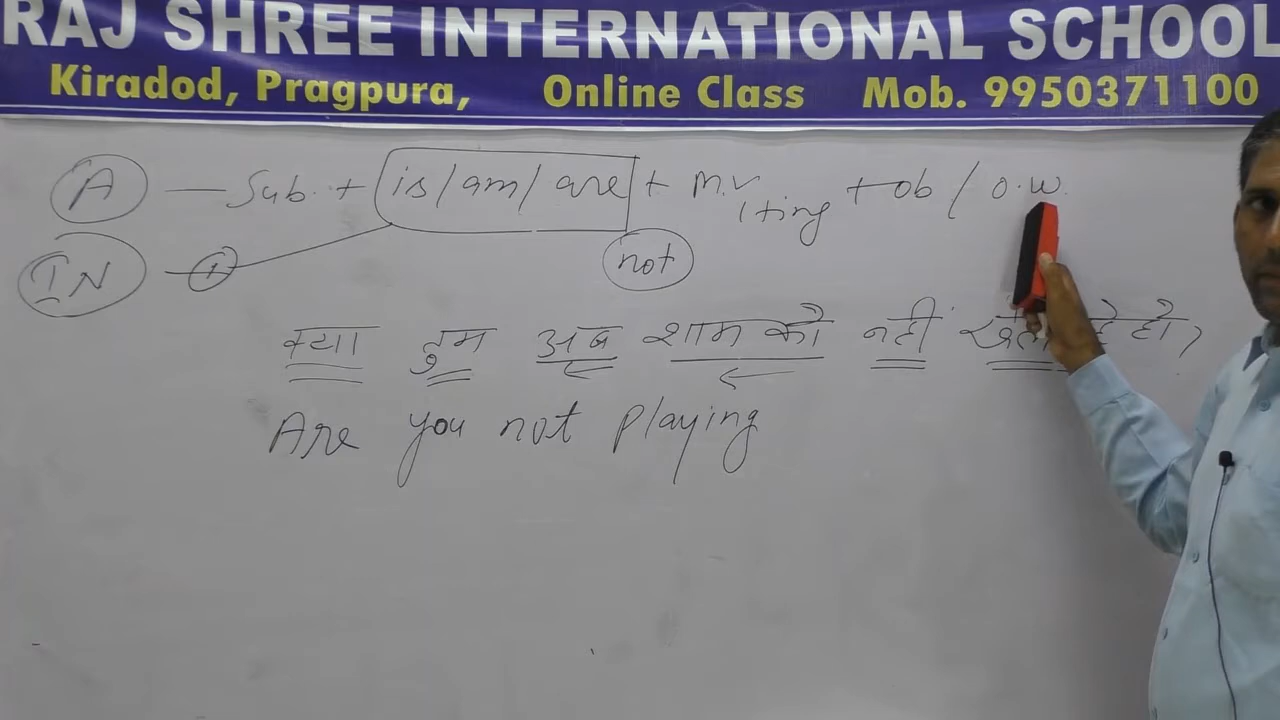 RAJ SHREE INTERNATIONAL SCHOOL
Kiradod, Pragpura, Online Class Mob. 9950371100
A — Sub. + is/am/are + m.v 1+ing + ob / o.w.
IN — 1 not
क्या तुम अब शाम को नहीं हो?
Are you not playing